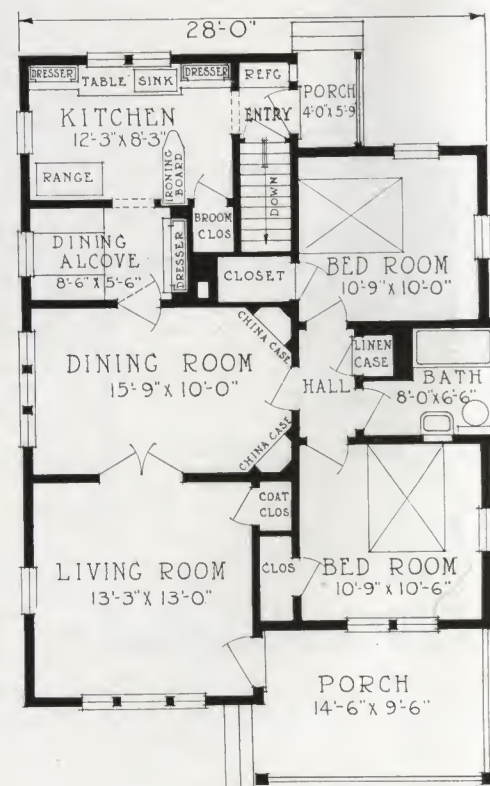 28'-0"
DRESSER
TABLE
SINK
DRESSER
REFG
PORCH
4'-0"X5'-9
ENTRY
KITCHEN
12'-3"X8'-3"
RANGE
IRONING
BOARD
BROOM
CLOS
DOWN
DINING
ALCOVE
8'-6"X5'-6"
DRESSER
CLOSET
BED ROOM
10'-9"X10'-0"
CHINA CASE
LINEN
CASE
DINING ROOM
15'-9"X10'-0"
HALL
BATH
8'-0"X6'-6"
CHINA CASE
COAT
CLOS
LIVING ROOM
13'-3"X13'-0"
CLOS
BED ROOM
10'-9"X10'-6"
PORCH
14'-6"X9'-6"